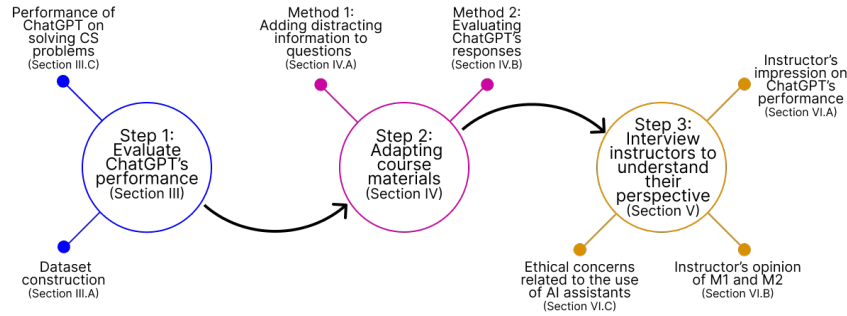 Performance of
ChatGPT on
solving CS
problems
(Section III.C)
Step 1:
Evaluate
ChatGPT's
performance
(Section III)
Dataset
construction
(Section III.A)
Method 1:
Adding distracting
information to
questions
(Section IV.A)
Method 2:
Evaluating
ChatGPT's
responses
(Section IV.B)
Step 2:
Adapting
course
materials
(Section IV)
Instructor's
impression on
ChatGPT's
performance
(Section VI.A)
Step 3:
Interview
instructors to
understand
their
perspective
(Section V)
Ethical concerns
related to the use
of AI assistants
(Section VI.C)
Instructor's opinion
of M1 and M2
(Section VI.B)